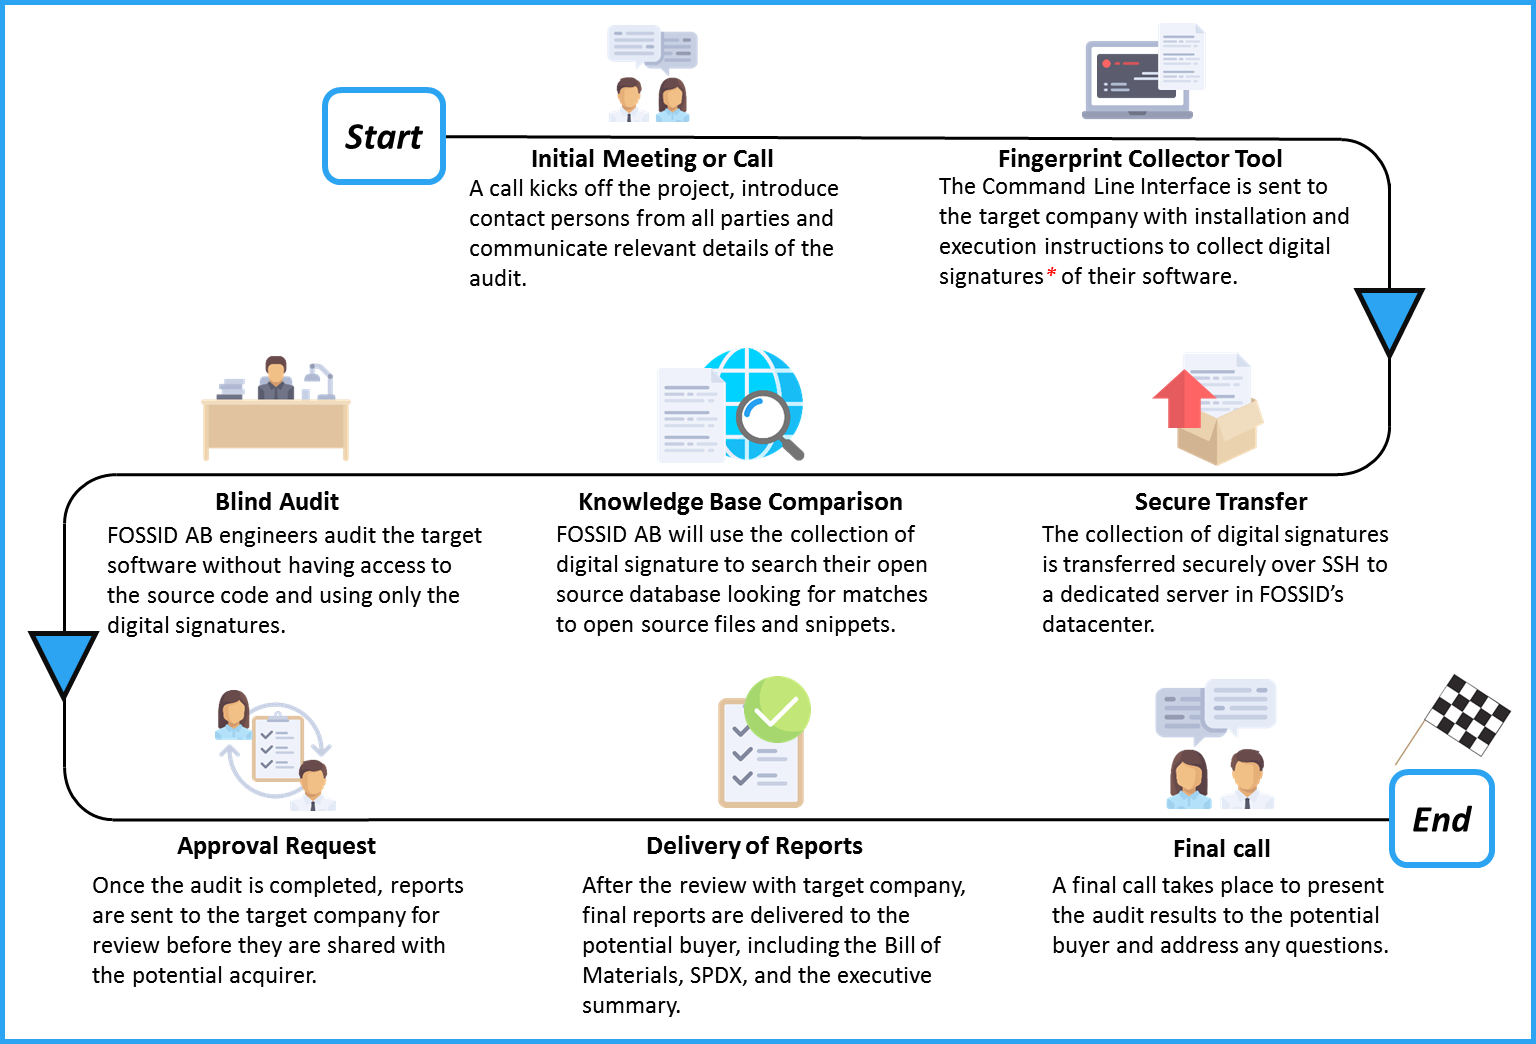 Start
Initial Meeting or Call
A call kicks off the project, introduce
contact persons from all parties and
communicate relevant details of the
audit.
Fingerprint Collector Tool
The Command Line Interface is sent to
the target company with installation and
execution instructions to collect digital
signatures* of their software.
Secure Transfer
The collection of digital signatures
is transferred securely over SSH to
a dedicated server in FOSSID’s
datacenter.
Knowledge Base Comparison
FOSSID AB will use the collection of
digital signature to search their open
source database looking for matches
to open source files and snippets.
Blind Audit
FOSSID AB engineers audit the target
software without having access to
the source code and using only the
digital signatures.
Approval Request
Once the audit is completed, reports
are sent to the target company for
review before they are shared with
the potential acquirer.
Delivery of Reports
After the review with target company,
final reports are delivered to the
potential buyer, including the Bill of
Materials, SPDX, and the executive
summary.
Final call
A final call takes place to present
the audit results to the potential
buyer and address any questions.
End